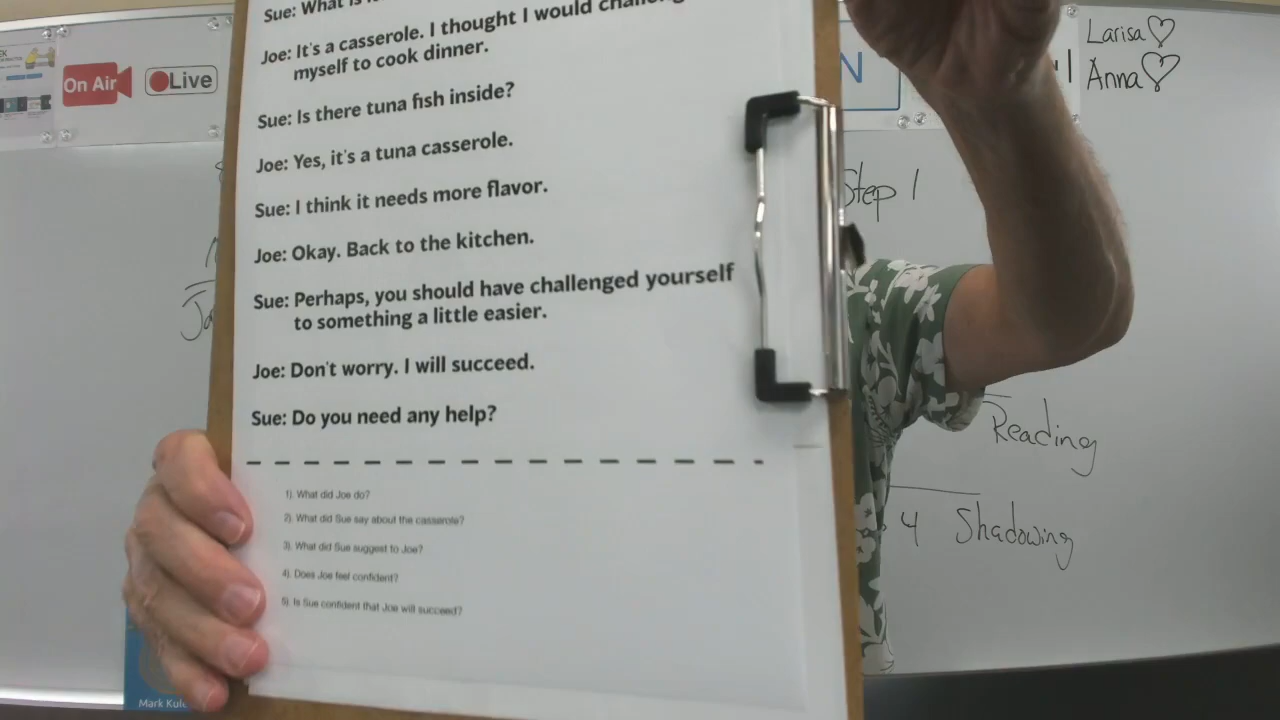 Sue: What is
Joe: It's a casserole. I thought I would
myself to cook dinner.
Sue: Is there tuna fish inside?
Joe: Yes, it's a tuna casserole.
Sue: I think it needs more flavor.
Joe: Okay. Back to the kitchen.
Sue: Perhaps, you should have challenged yourself
to something a little easier.
Joe: Don't worry. I will succeed.
Sue: Do you need any help?
1). What did Joe do?
2). What did Sue say about the casserole?
3). What did Sue suggest to Joe?
4). Does Joe feel confident?
5). Is Sue confident that Joe will succeed?
On Air
Live
Larisa
Anna
N
Step 1
Reading
4 Shadowing
Mark